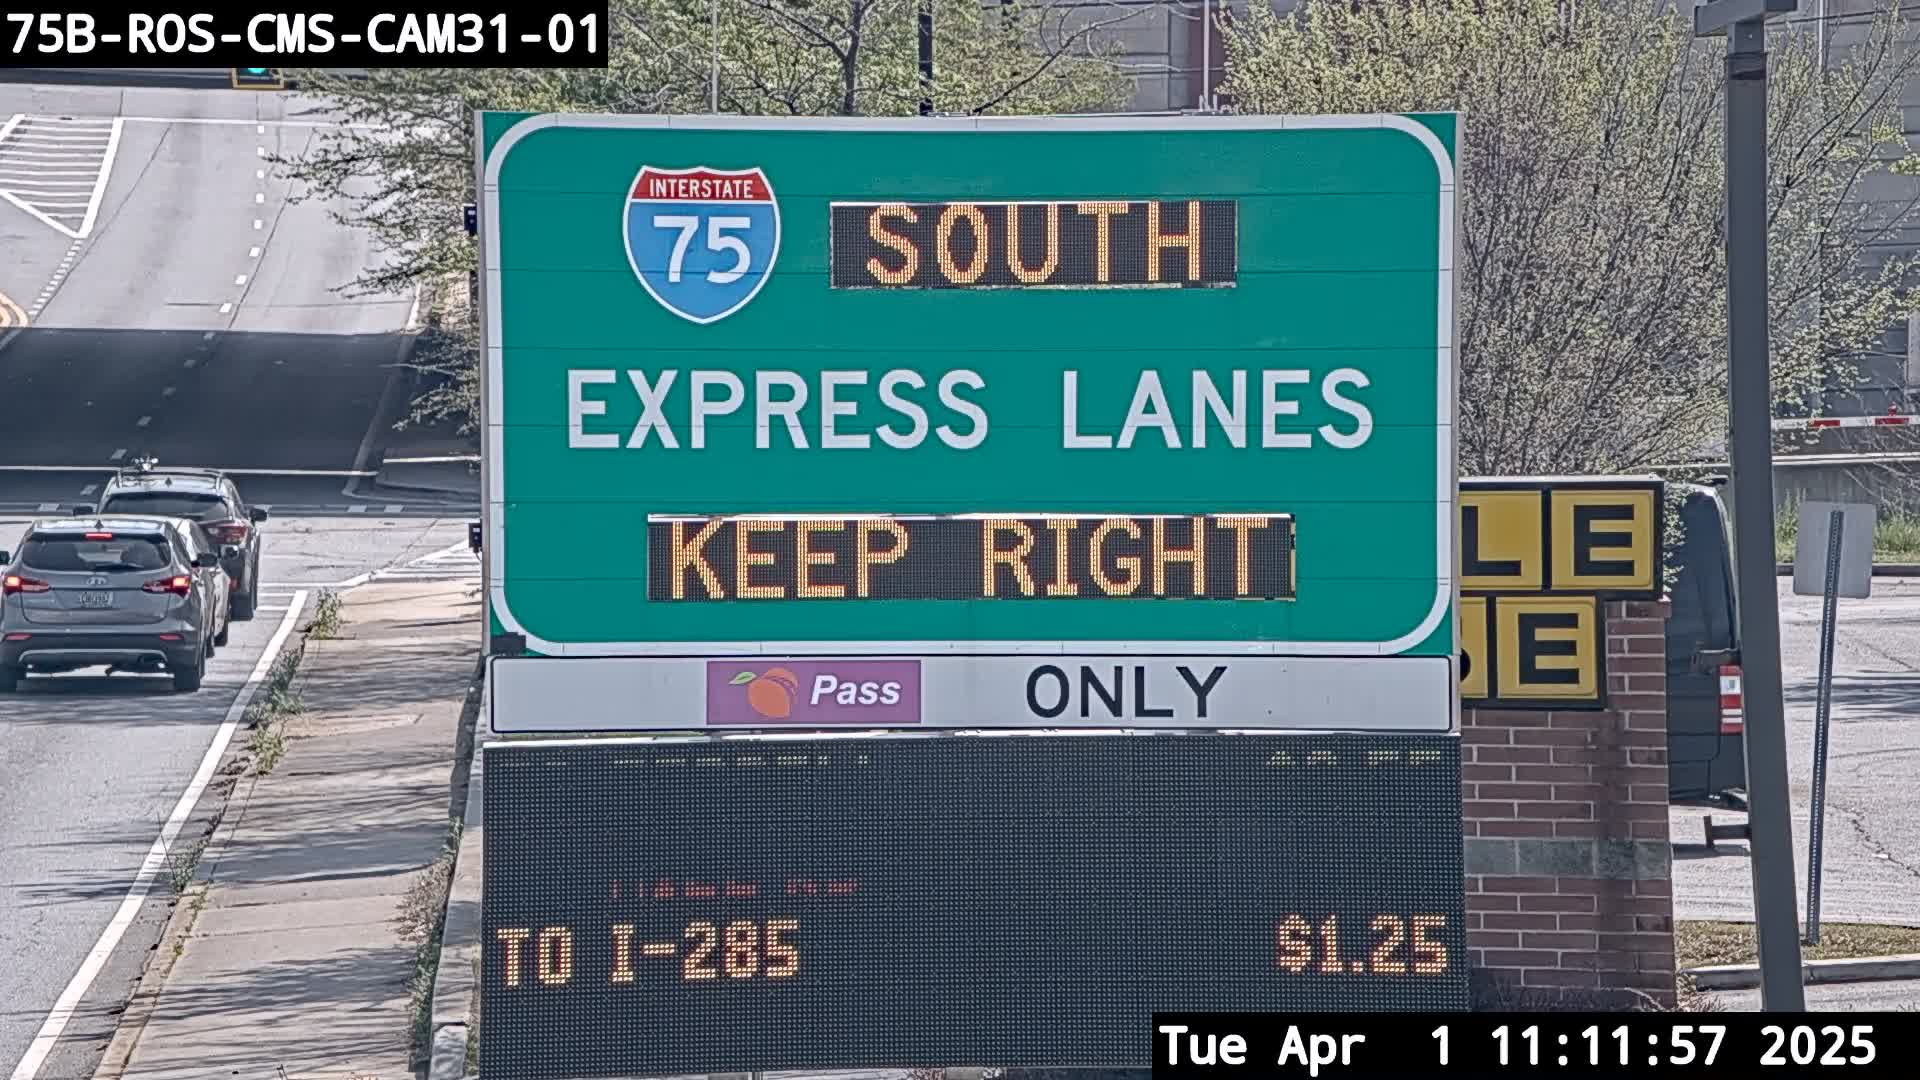 75B-ROS-CMS-CAM31-01
INTERSTATE
75
SOUTH
EXPRESS LANES
KEEP RIGHT
Pass ONLY
LE
E
TO I-285 $1.25
Tue Apr 1 11:11:57 2025